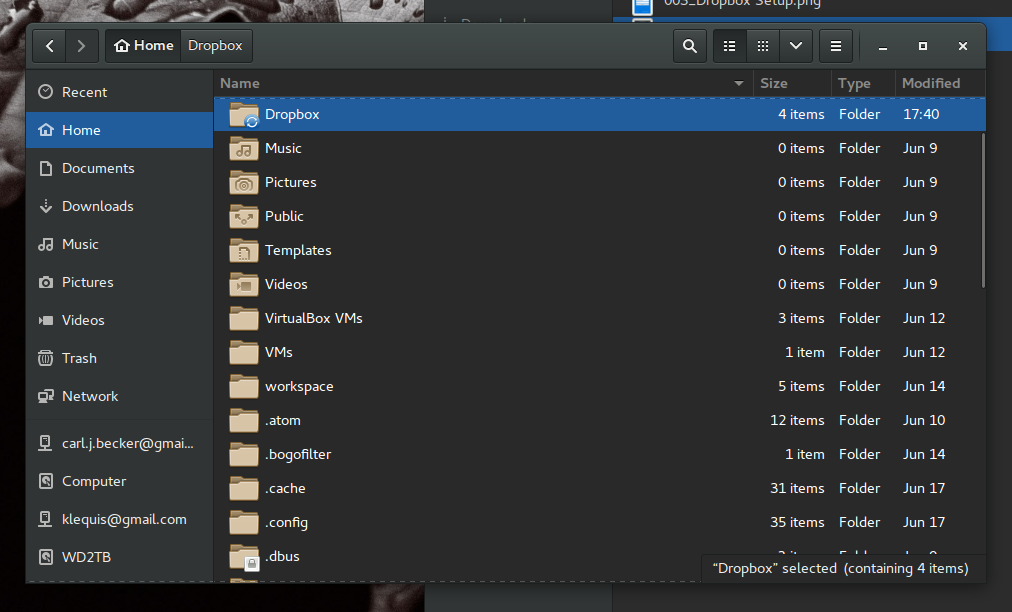 003_Dropbox Setup.png
Home Dropbox
Name Size Type Modified
Recent
Home
Documents
Downloads
Music
Pictures
Videos
Trash
Network
carl.j.becker@gmai...
Computer
klequis@gmail.com
WD2TB
Dropbox 4 items Folder 17:40
Music 0 items Folder Jun 9
Pictures 0 items Folder Jun 9
Public 0 items Folder Jun 9
Templates 0 items Folder Jun 9
Videos 0 items Folder Jun 9
VirtualBox VMs 3 items Folder Jun 12
VMs 1 item Folder Jun 12
workspace 5 items Folder Jun 14
.atom 12 items Folder Jun 10
.bogofilter 1 item Folder Jun 14
.cache 31 items Folder Jun 17
.config 35 items Folder Jun 17
.dbus
“Dropbox” selected (containing 4 items)